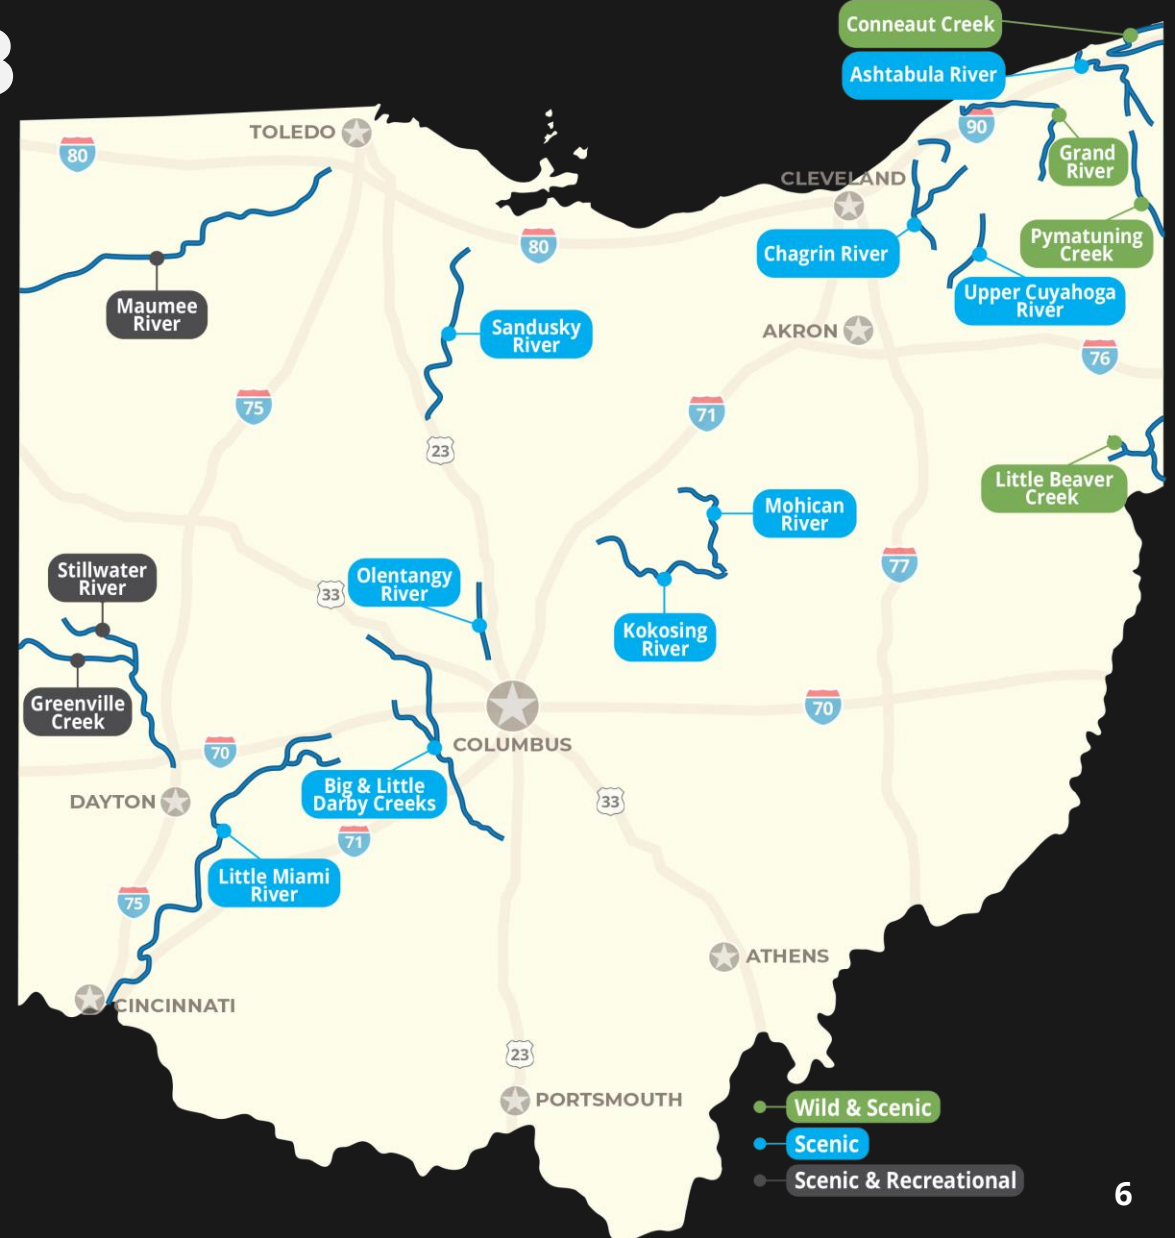 3
Conneaut Creek
Ashtabula River
TOLEDO
80
90
Grand
River
CLEVELAND
80
Chagrin River
Pymatuning
Creek
Maumee
River
Upper Cuyahoga
River
Sandusky
River
AKRON
76
75
71
23
Little Beaver
Creek
Mohican
River
Stillwater
River
33
Olentangy
River
77
Kokosing
River
Greenville
Creek
70
COLUMBUS
70
DAYTON
Big & Little
Darby Creeks
33
71
Little Miami
River
75
ATHENS
CINCINNATI
23
PORTSMOUTH
Wild & Scenic
Scenic
Scenic & Recreational
6